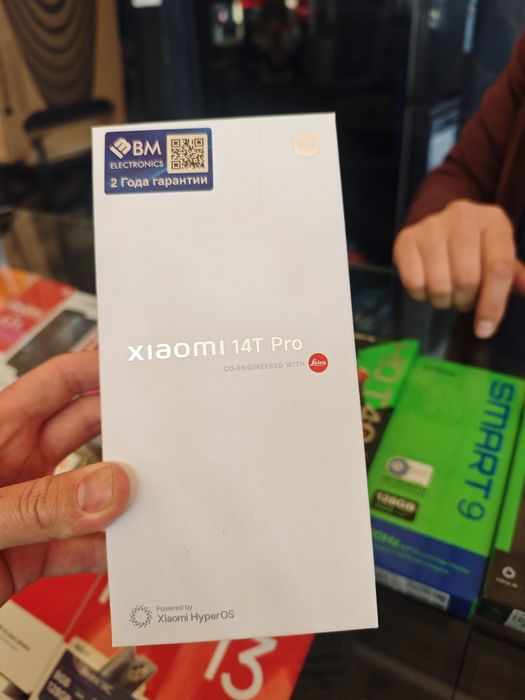 BM
ELECTRONICS
2 Года гарантии
xiaomi 14T Pro
CO-ENGINEERED WITH Leica
Powered by
Xiaomi HyperOS
SMART 9
128GB
13